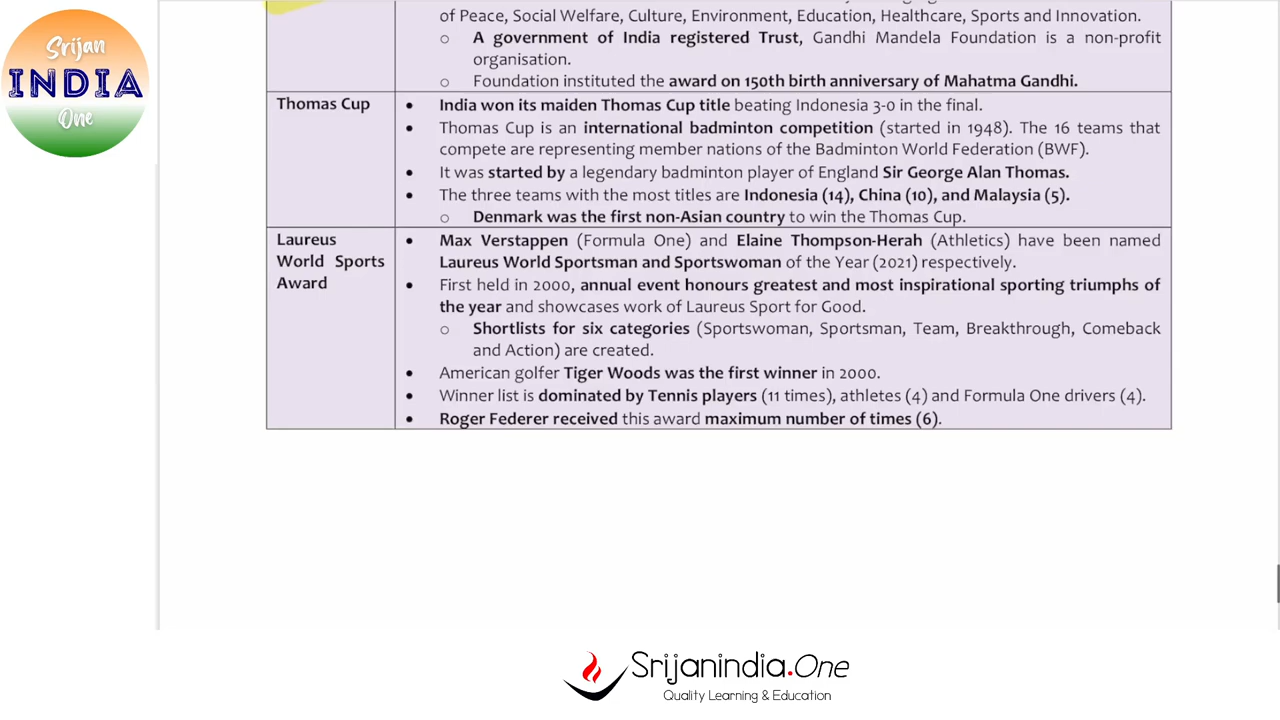 Srijan
INDIA
One
of Peace, Social Welfare, Culture, Environment, Education, Healthcare, Sports and Innovation.
o A government of India registered Trust, Gandhi Mandela Foundation is a non-profit
organisation.
o Foundation instituted the award on 150th birth anniversary of Mahatma Gandhi.
Thomas Cup
• India won its maiden Thomas Cup title beating Indonesia 3-0 in the final.
• Thomas Cup is an international badminton competition (started in 1948). The 16 teams that
compete are representing member nations of the Badminton World Federation (BWF).
• It was started by a legendary badminton player of England Sir George Alan Thomas.
• The three teams with the most titles are Indonesia (14), China (10), and Malaysia (5).
o Denmark was the first non-Asian country to win the Thomas Cup.
Laureus
World Sports
Award
• Max Verstappen (Formula One) and Elaine Thompson-Herah (Athletics) have been named
Laureus World Sportsman and Sportswoman of the Year (2021) respectively.
• First held in 2000, annual event honours greatest and most inspirational sporting triumphs of
the year and showcases work of Laureus Sport for Good.
o Shortlists for six categories (Sportswoman, Sportsman, Team, Breakthrough, Comeback
and Action) are created.
• American golfer Tiger Woods was the first winner in 2000.
• Winner list is dominated by Tennis players (11 times), athletes (4) and Formula One drivers (4).
• Roger Federer received this award maximum number of times (6).
Srijanindia.One
Quality Learning & Education